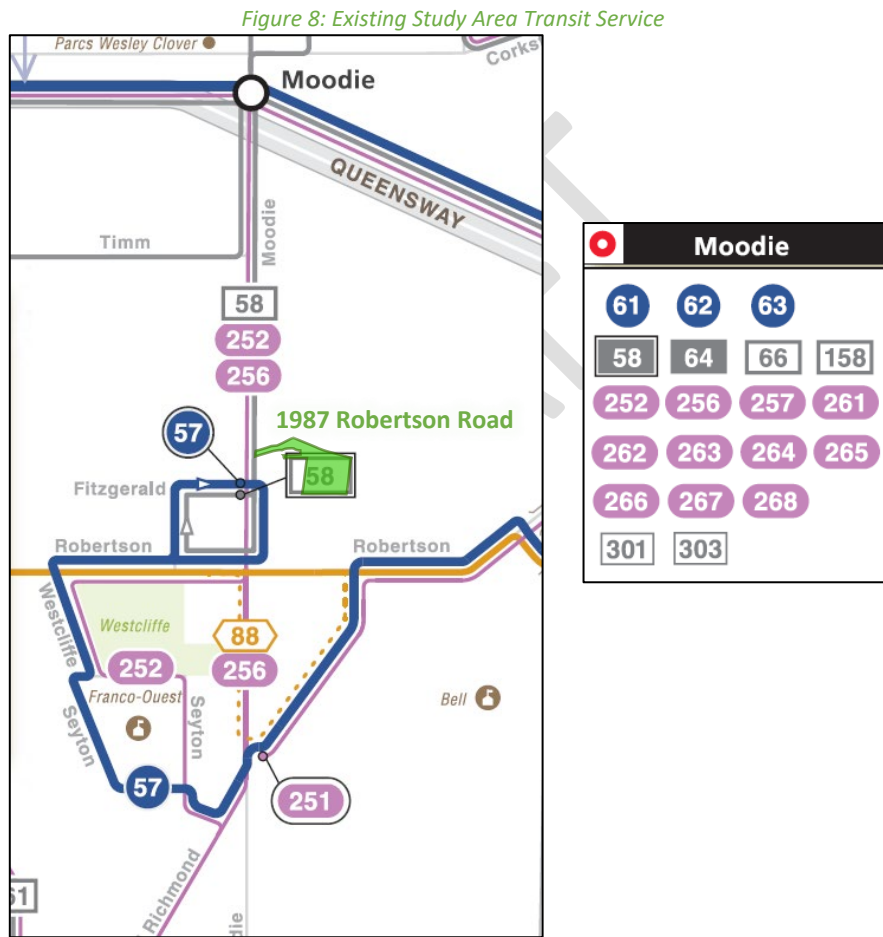 Figure 8: Existing Study Area Transit Service
Parcs Wesley Clover
Corks
Moodie
QUEENSWAY
Moodie
Timm
58
252
256
1987 Robertson Road
57
58
Fitzgerald
Robertson
Robertson
Westcliffe
Westcliffe
88
252
256
Franco-Ouest
Bell
Seyton
Seyton
57
251
Richmond
61
die
Moodie
61 62 63
58 64 66 158
252 256 257 261
262 263 264 265
266 267 268
301 303